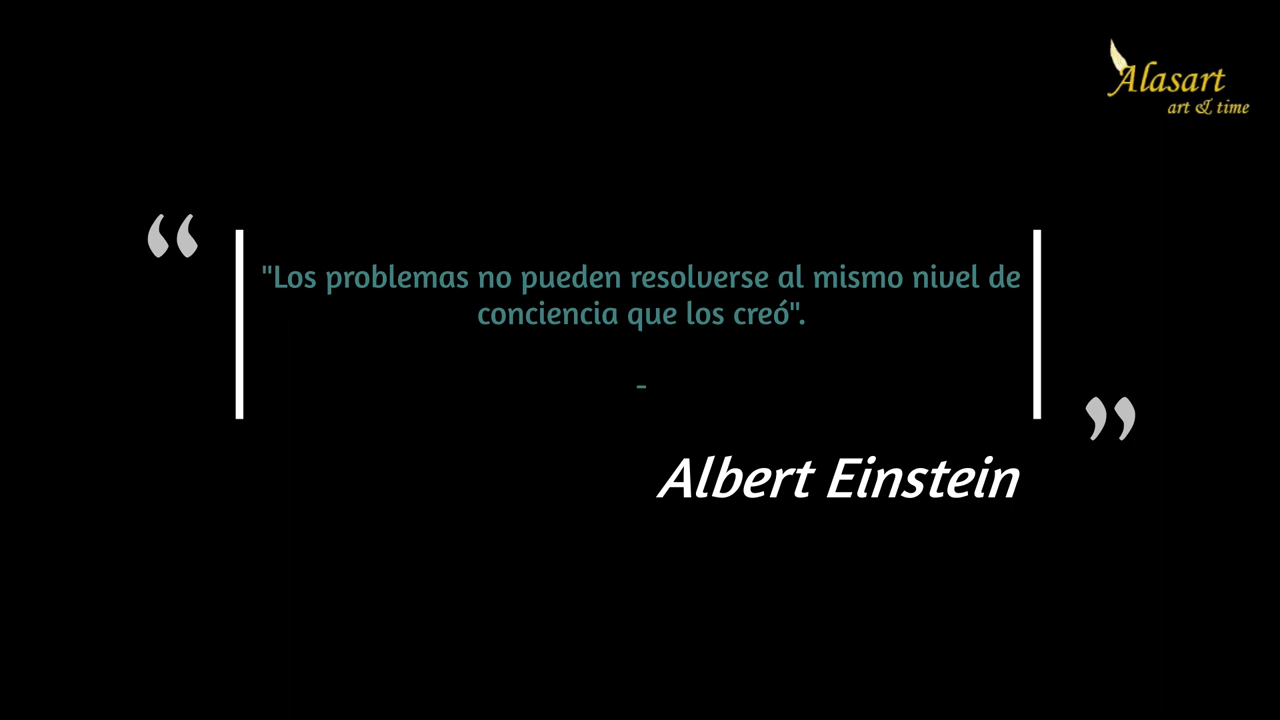 Alasart
art & time
“
"Los problemas no pueden resolverse al mismo nivel de
conciencia que los creó".
-
”
Albert Einstein